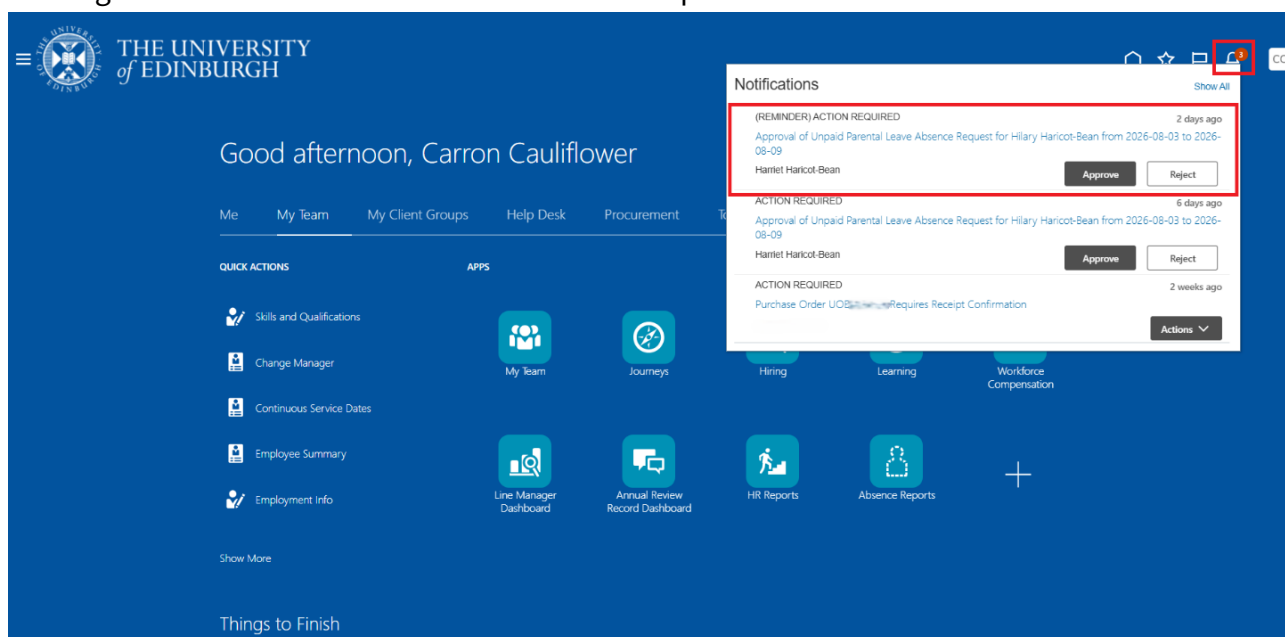 THE UNIVERSITY
of EDINBURGH
3
Notifications
Show All
(REMINDER) ACTION REQUIRED
2 days ago
Approval of Unpaid Parental Leave Absence Request for Hilary Haricot-Bean from 2026-08-03 to 2026-
08-09
Harriet Haricot-Bean
Approve
Reject
ACTION REQUIRED
6 days ago
Approval of Unpaid Parental Leave Absence Request for Hilary Haricot-Bean from 2026-08-03 to 2026-
08-09
Harriet Haricot-Bean
Approve
Reject
ACTION REQUIRED
2 weeks ago
Purchase Order Requires Receipt Confirmation
Actions
Good afternoon, Carron Cauliflower
Me
My Team
My Client Groups
Help Desk
Procurement
QUICK ACTIONS
Skills and Qualifications
Change Manager
Continuous Service Dates
Employee Summary
Employment Info
Show More
APPS
My Team
Journeys
Hiring
Learning
Workforce
Compensation
Line Manager
Dashboard
Annual Review
Record Dashboard
HR Reports
Absence Reports
Things to Finish